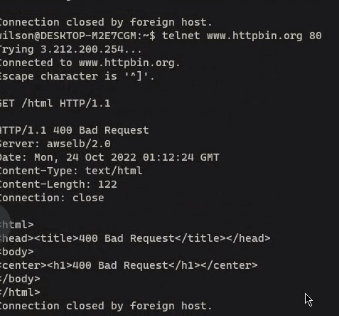 Connection closed by foreign host.
wilson@DESKTOP-M2E7CGM:~$ telnet www.httpbin.org 80
Trying 3.212.200.254...
Connected to www.httpbin.org.
Escape character is '^]'.
GET /html HTTP/1.1
HTTP/1.1 400 Bad Request
Server: awselb/2.0
Date: Mon, 24 Oct 2022 01:12:24 GMT
Content-Type: text/html
Content-Length: 122
Connection: close
<html>
<head><title>400 Bad Request</title></head>
<body>
<center><h1>400 Bad Request</h1></center>
</body>
</html>
Connection closed by foreign host.